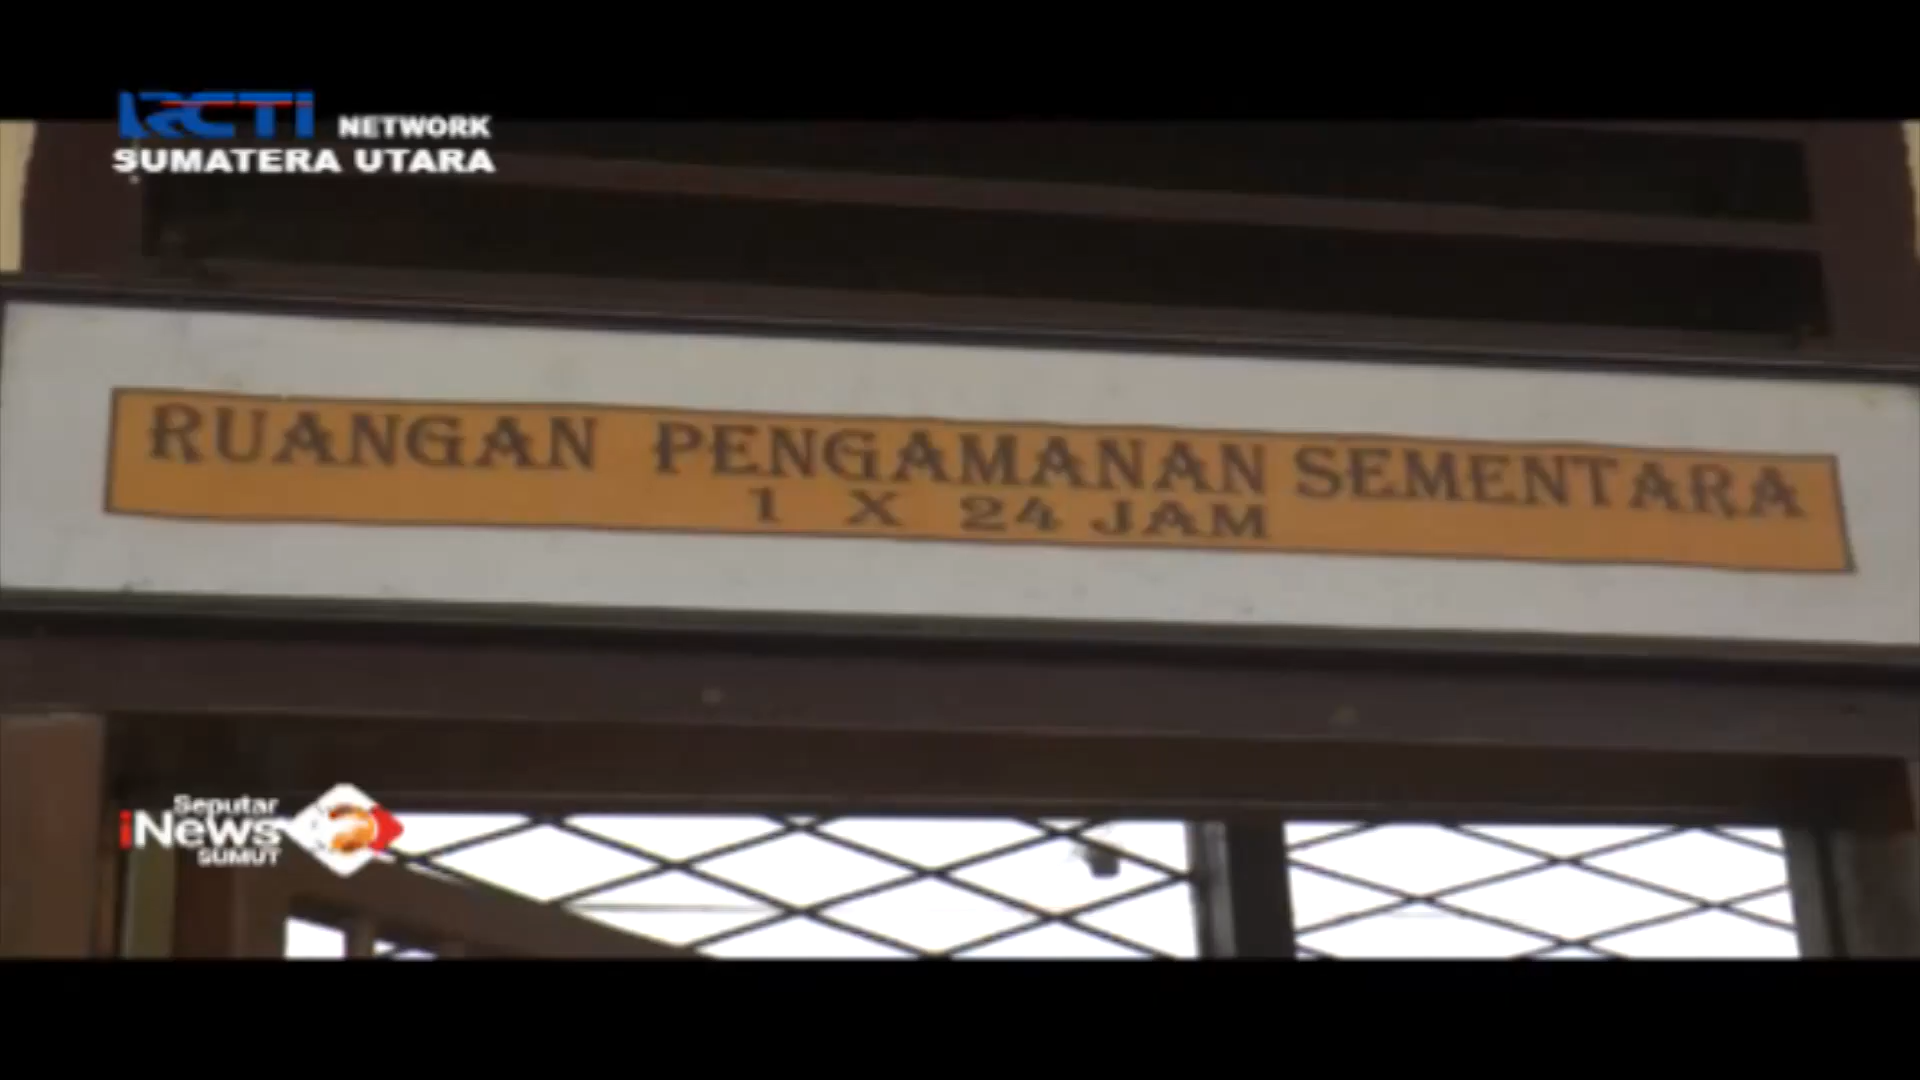 RCTI NETWORK
SUMATERA UTARA
RUANGAN PENGAMANAN SEMENTARA
1 X 24 JAM
Seputar
iNews
SUMUT